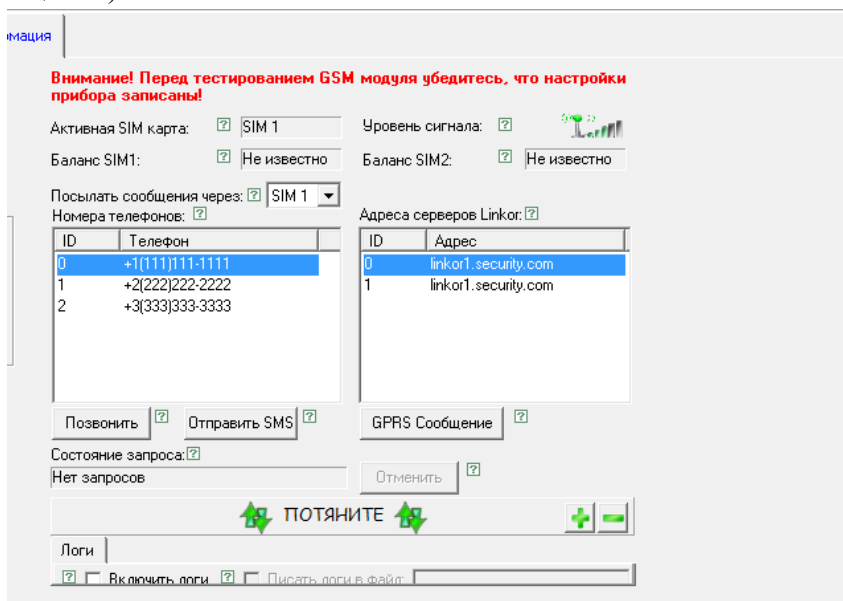 Внимание! Перед тестированием GSM модуля убедитесь, что настройки
прибора записаны!
Активная SIM карта: ? SIM 1 Уровень сигнала: ?
Баланс SIM1: ? Не известно Баланс SIM2: ? Не известно
Посылать сообщения через: ? SIM 1
Номера телефонов: ? Адреса серверов Linkor: ?
ID Телефон ID Адрес
0 +1(111)111-1111 0 linkor1.security.com
1 +2(222)222-2222 1 linkor1.security.com
2 +3(333)333-3333
Позвонить ? Отправить SMS ? GPRS Сообщение ?
Состояние запроса: ?
Нет запросов Отменить ?
ПОТЯНИТЕ
Логи
? Включить логи ? Писать логи в файл: